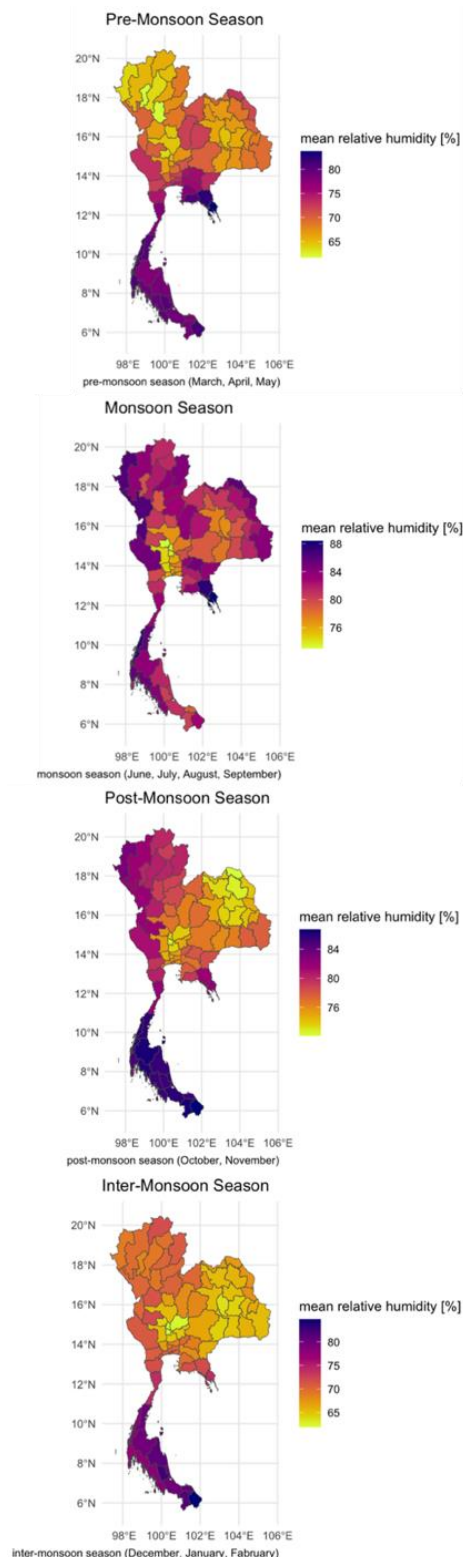 Pre-Monsoon Season
20°N
18°N
16°N
14°N
12°N
10°N
8°N
6°N
98°E 100°E 102°E 104°E 106°E
mean relative humidity [%]
80
75
70
65
pre-monsoon season (March, April, May)
Monsoon Season
20°N
18°N
16°N
14°N
12°N
10°N
8°N
6°N
98°E 100°E 102°E 104°E 106°E
mean relative humidity [%]
88
84
80
76
monsoon season (June, July, August, September)
Post-Monsoon Season
20°N
18°N
16°N
14°N
12°N
10°N
8°N
6°N
98°E 100°E 102°E 104°E 106°E
mean relative humidity [%]
84
80
76
post-monsoon season (October, November)
Inter-Monsoon Season
20°N
18°N
16°N
14°N
12°N
10°N
8°N
6°N
98°E 100°E 102°E 104°E 106°E
mean relative humidity [%]
80
75
70
65
inter-monsoon season (December, January, Fabruary)